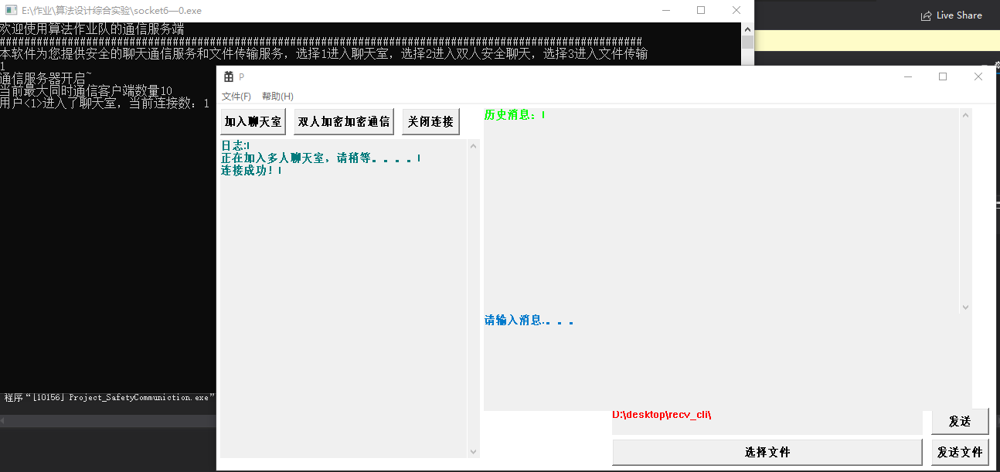 E:\作业\算法设计综合实验\socket6—0.exe
Live Share
欢迎使用算法作业队的通信服务端
本软件为您提供安全的聊天通信服务和文件传输服务，选择1进入聊天室，选择2进入双人安全聊天，选择3进入文件传输
1
通信服务器开启~
当前最大同时通信客户端数量10
用户<1>进入了聊天室，当前连接数：1
P
文件(F) 帮助(H)
加入聊天室 双人加密加密通信 关闭连接
日志:
正在加入多人聊天室，请稍等。。。。
连接成功！
历史消息：
请输入消息.。。。
程序“[10156] Project_SafetyCommuniction.exe”
D:\desktop\recv_cli\
发送
选择文件
发送文件